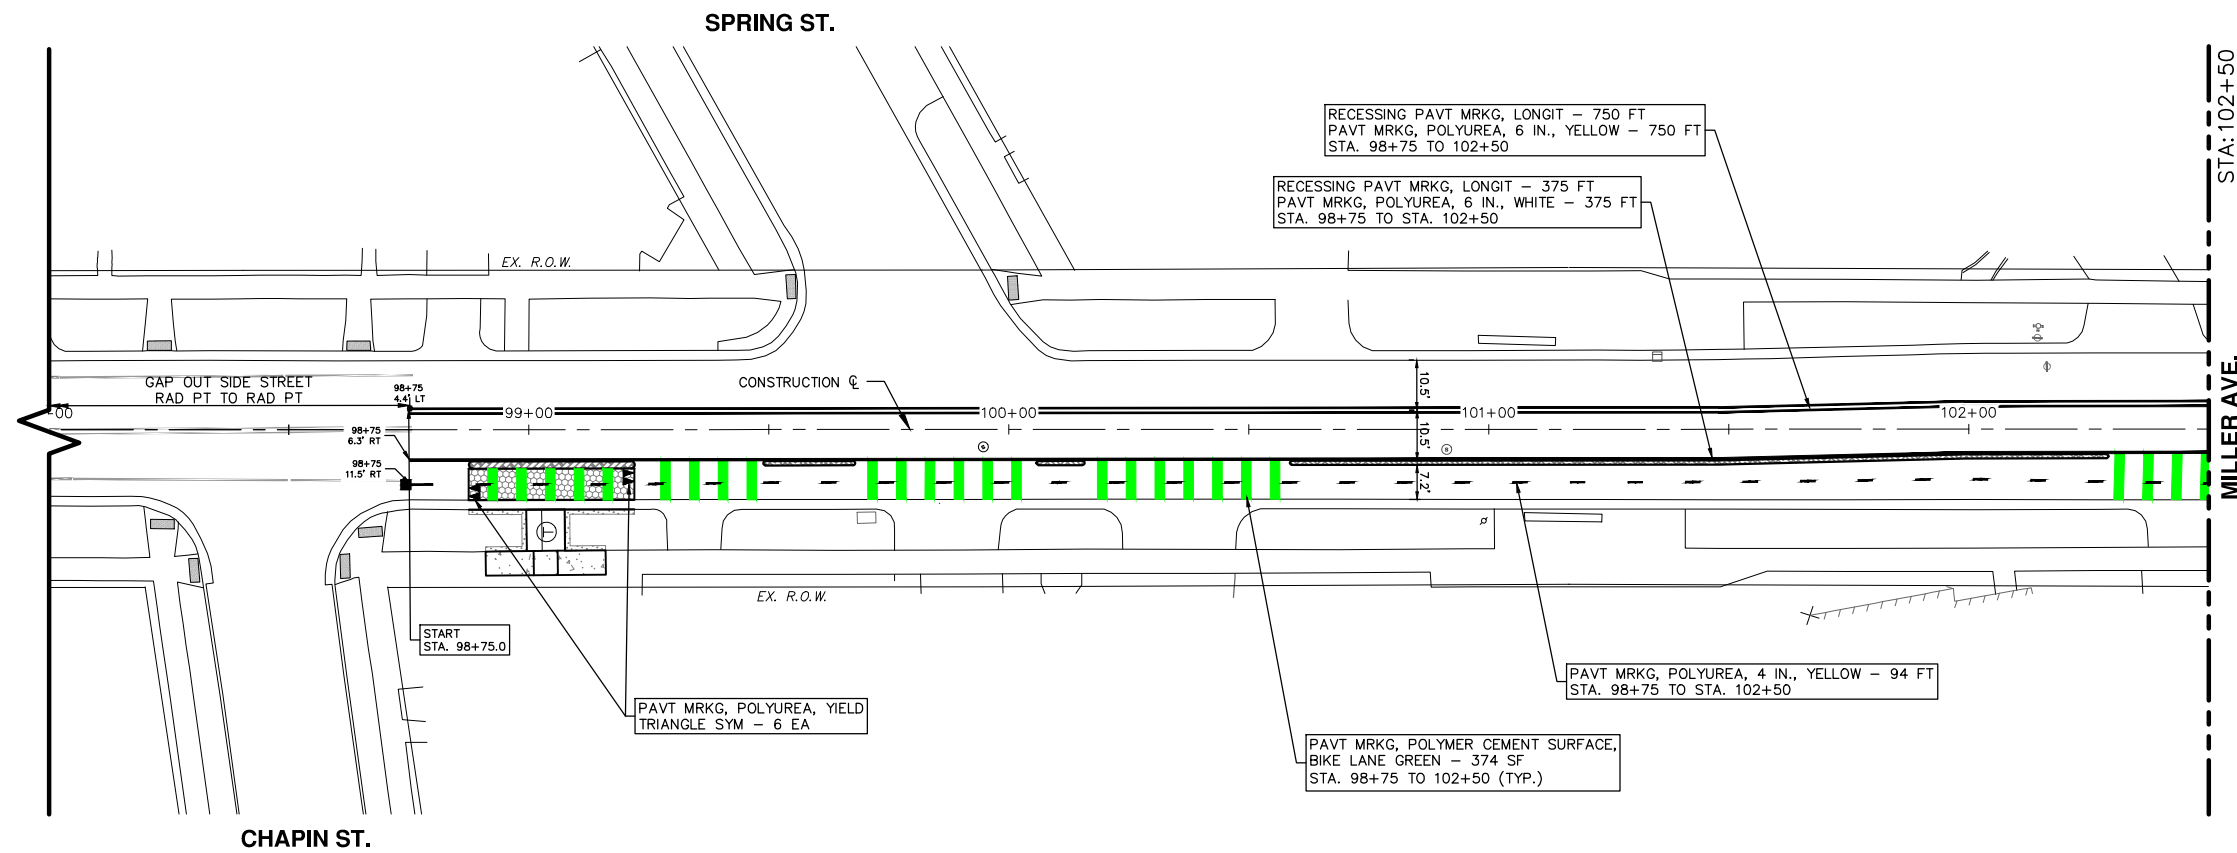 SPRING ST.
STA:102+50
RECESSING PAVT MRKG, LONGIT – 750 FT
PAVT MRKG, POLYUREA, 6 IN., YELLOW – 750 FT
STA. 98+75 TO 102+50
RECESSING PAVT MRKG, LONGIT – 375 FT
PAVT MRKG, POLYUREA, 6 IN., WHITE – 375 FT
STA. 98+75 TO STA. 102+50
EX. R.O.W.
GAP OUT SIDE STREET
RAD PT TO RAD PT
98+75
4.4' LT
CONSTRUCTION ℄
10.5'
-00
99+00
100+00
101+00
102+00
MILLER AVE.
98+75
6.3' RT
10.5'
98+75
11.5' RT
7.2'
T
EX. R.O.W.
START
STA. 98+75.0
PAVT MRKG, POLYUREA, 4 IN., YELLOW – 94 FT
STA. 98+75 TO STA. 102+50
PAVT MRKG, POLYUREA, YIELD
TRIANGLE SYM – 6 EA
PAVT MRKG, POLYMER CEMENT SURFACE,
BIKE LANE GREEN – 374 SF
STA. 98+75 TO 102+50 (TYP.)
CHAPIN ST.